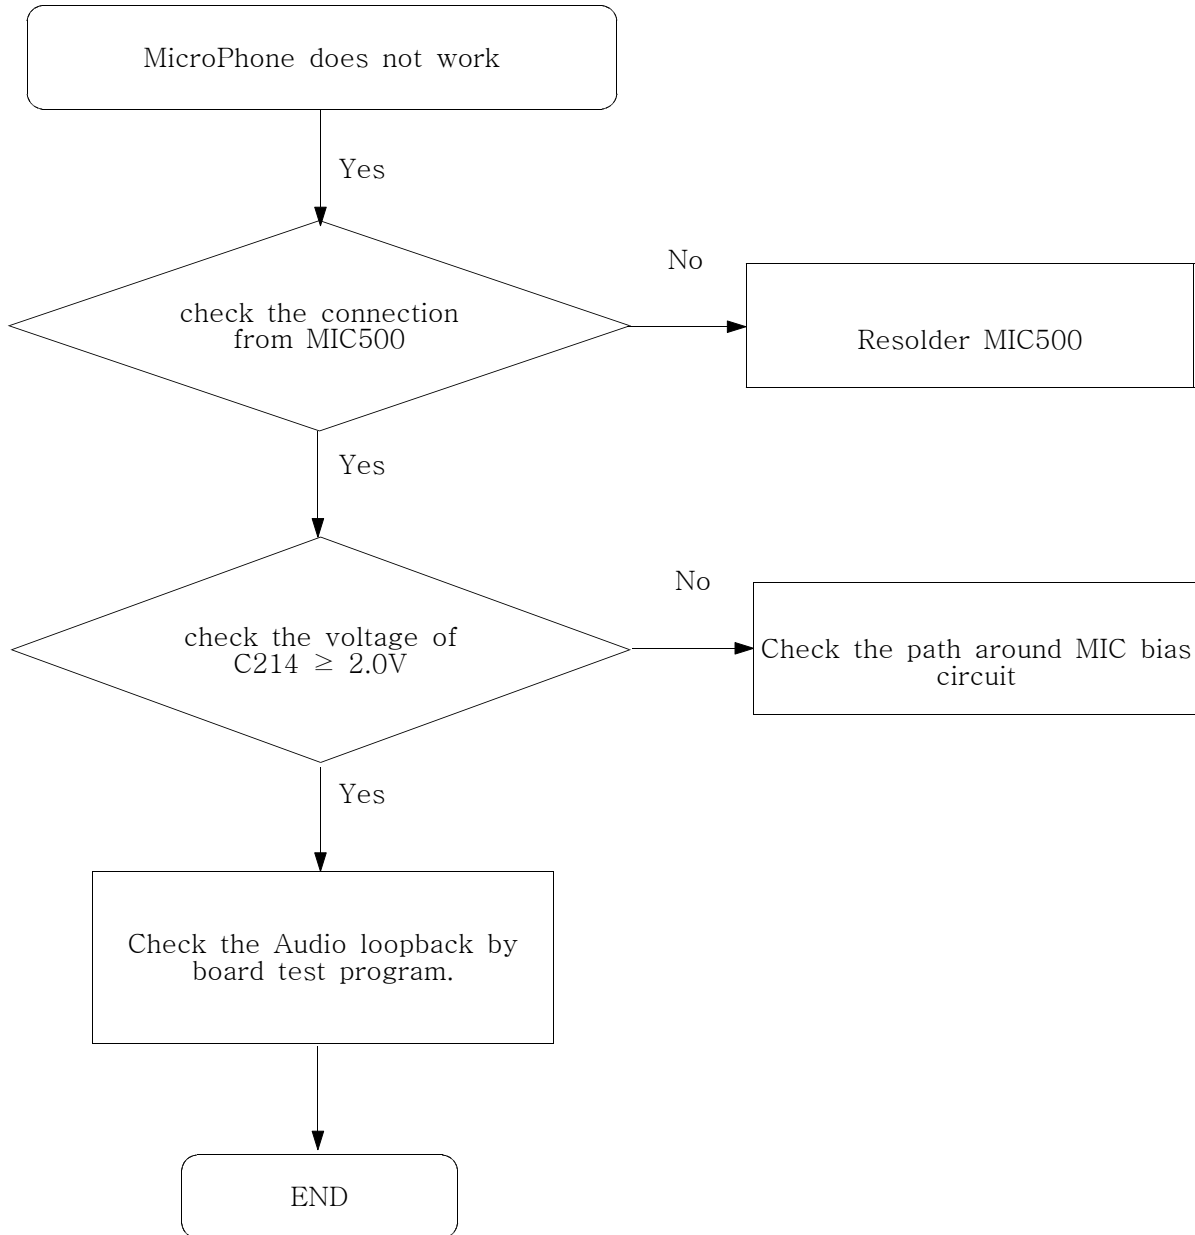 MicroPhone does not work
Yes
check the connection
from MIC500
No
Resolder MIC500
Yes
check the voltage of
C214 ≥ 2.0V
No
Check the path around MIC bias
circuit
Yes
Check the Audio loopback by
board test program.
END